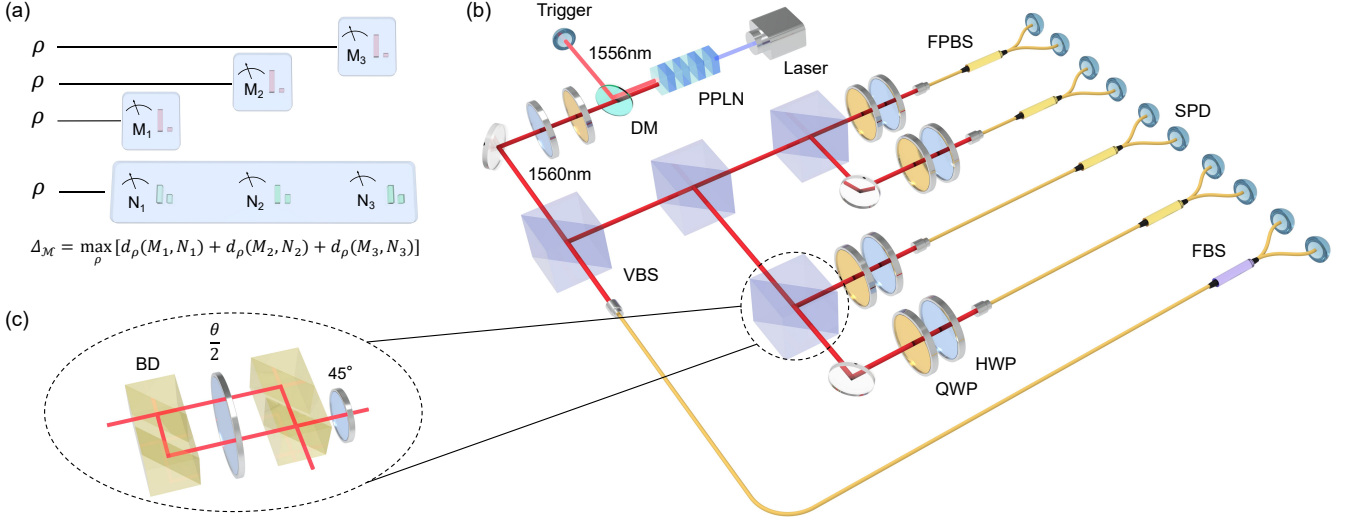 (a)
ρ
M₃
ρ
M₂
ρ
M₁
ρ
N₁ N₂ N₃
Δ_ℳ = max_ρ [d_ρ(M₁, N₁) + d_ρ(M₂, N₂) + d_ρ(M₃, N₃)]
(b)
Trigger
1556nm
Laser
PPLN
DM
1560nm
VBS
FPBS
SPD
FBS
HWP
QWP
(c)
BD
θ/2
45°